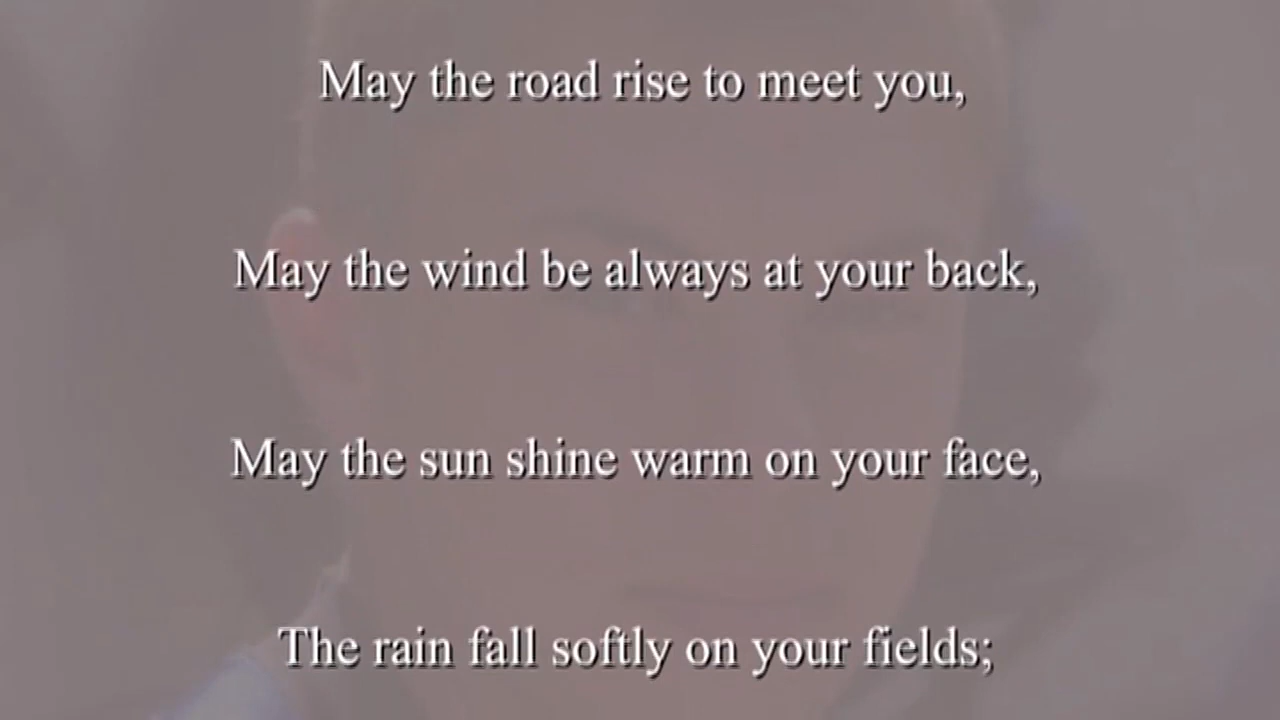 May the road rise to meet you,
May the wind be always at your back,
May the sun shine warm on your face,
The rain fall softly on your fields;